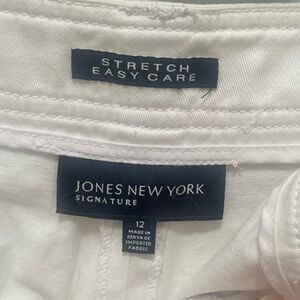 STRETCH
EASY CARE
JONES NEW YORK
SIGNATURE
12
MADE IN
KENYA OF
IMPORTED
FABRIC